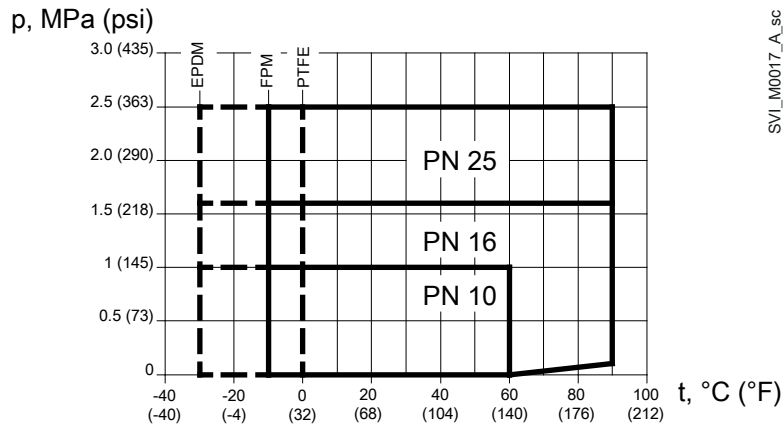 p, MPa (psi)
SVI_M0017_A_sc
EPDM
FPM
PTFE
3.0 (435)
2.5 (363)
2.0 (290)
1.5 (218)
1 (145)
0.5 (73)
0
PN 25
PN 16
PN 10
-40 -20 0 20 40 60 80 100
(-40) (-4) (32) (68) (104) (140) (176) (212)
t, °C (°F)